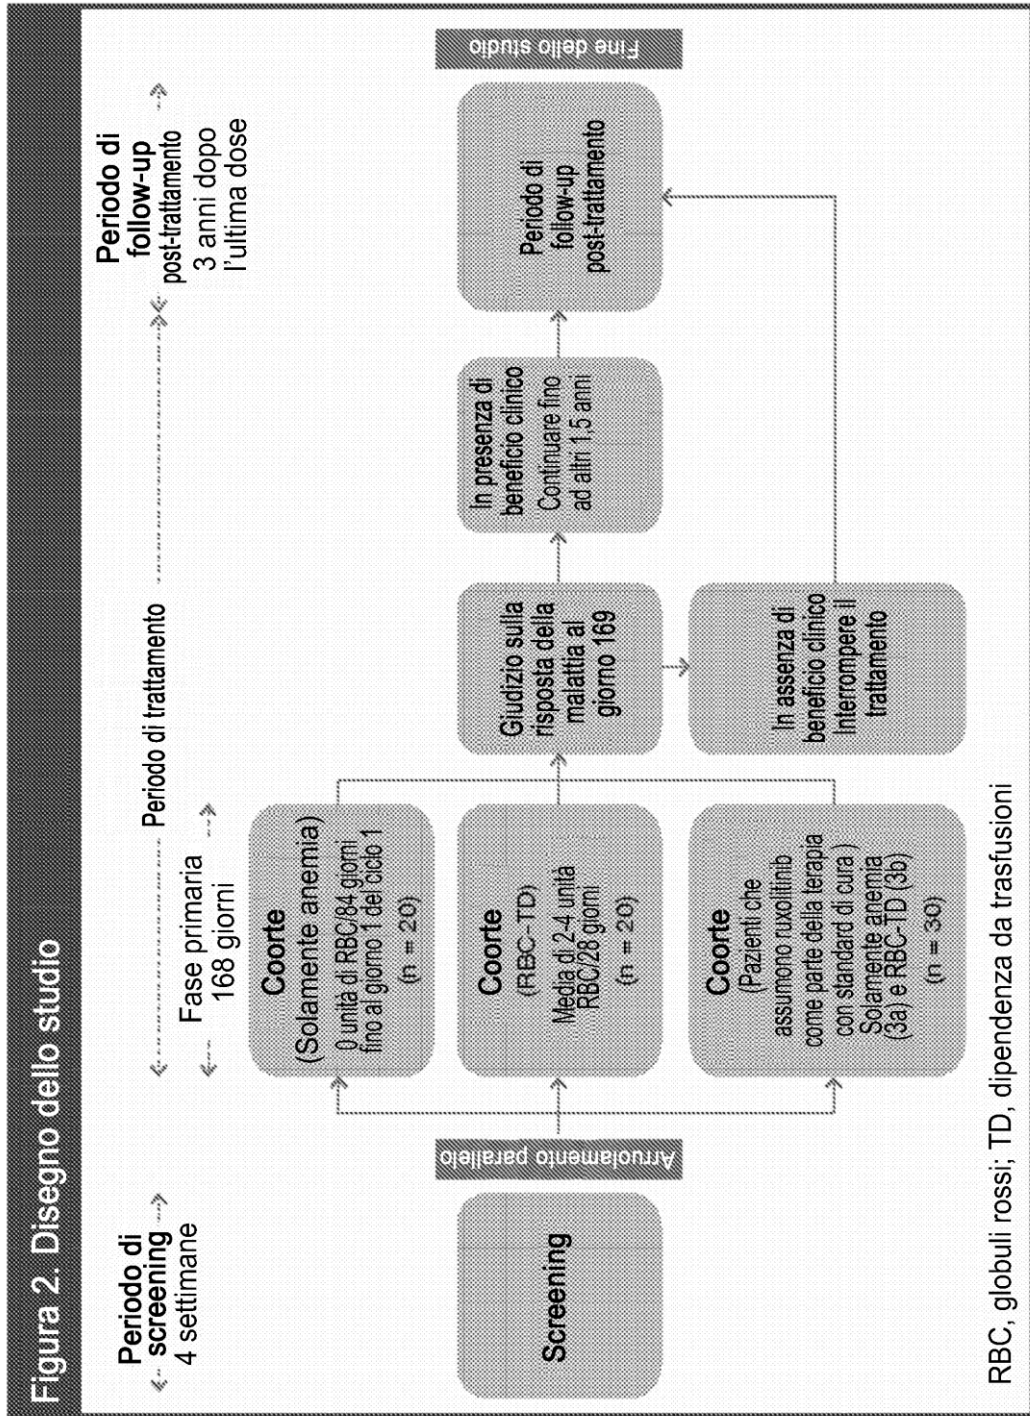 Figura 2. Disegno dello studio
Periodo di
screening
4 settimane
Periodo di trattamento
Fase primaria
168 giorni
Periodo di
follow-up
post-trattamento
3 anni dopo
l'ultima dose
Screening
Arruolamento parallelo
Coorte
(Solamente anemia)
0 unità di RBC/84 giorni
fino al giorno 1 del ciclo 1
(n = 20)
Coorte
(RBC-TD)
Media di 2-4 unità
RBC/28 giorni
(n = 20)
Coorte
(Pazienti che
assumono ruxolitinib
come parte della terapia
con standard di cura )
Solamente anemia
(3a) e RBC-TD (3b)
(n = 30)
Giudizio sulla
risposta della
malattia al
giorno 169
In presenza di
beneficio clinico
Continuare fino
ad altri 1,5 anni
In assenza di
beneficio clinico
Interrompere il
trattamento
Periodo di
follow-up
post-trattamento
Fine dello studio
RBC, globuli rossi; TD, dipendenza da trasfusioni